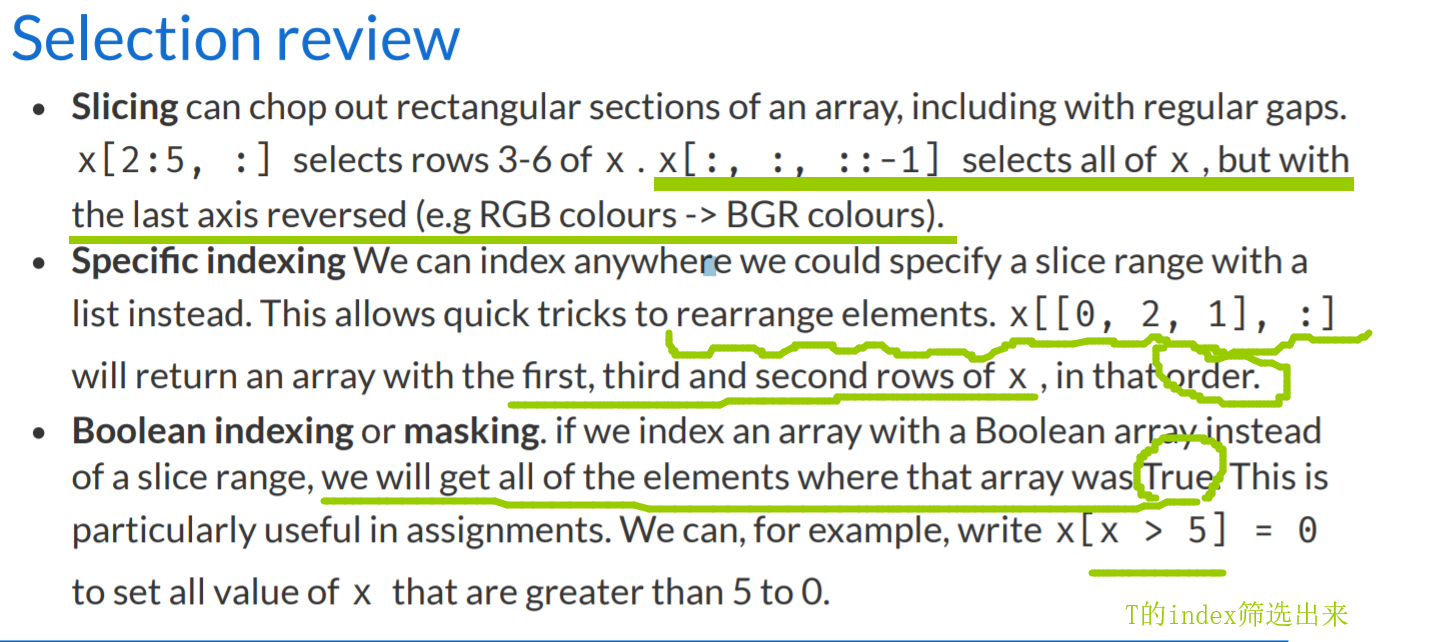 Selection review
• Slicing can chop out rectangular sections of an array, including with regular gaps.
x[2:5, :] selects rows 3-6 of x . x[:, :, ::-1] selects all of x , but with
the last axis reversed (e.g RGB colours -> BGR colours).
• Specific indexing We can index anywhere we could specify a slice range with a
list instead. This allows quick tricks to rearrange elements. x[[0, 2, 1], :]
will return an array with the first, third and second rows of x , in that order.
• Boolean indexing or masking. if we index an array with a Boolean array instead
of a slice range, we will get all of the elements where that array was True. This is
particularly useful in assignments. We can, for example, write x[x > 5] = 0
to set all value of x that are greater than 5 to 0.
T的index筛选出来